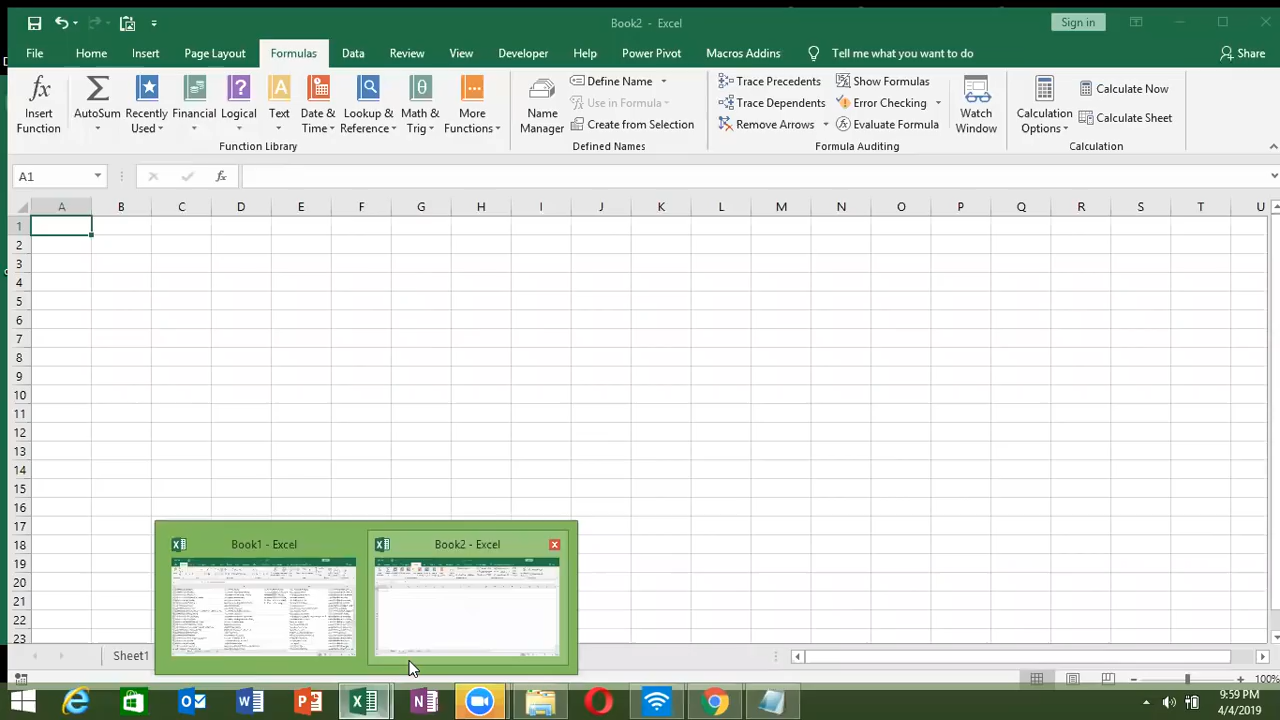 Book2 - Excel
Sign in
File Home Insert Page Layout Formulas Data Review View Developer Help Power Pivot Macros Addins Tell me what you want to do Share
Insert Function
AutoSum
Recently Used
Financial
Logical
Text
Date & Time
Lookup & Reference
Math & Trig
More Functions
Function Library
Name Manager
Define Name
Use in Formula
Create from Selection
Defined Names
Trace Precedents
Trace Dependents
Remove Arrows
Show Formulas
Error Checking
Evaluate Formula
Formula Auditing
Watch Window
Calculation Options
Calculate Now
Calculate Sheet
Calculation
A1
fx
A B C D E F G H I J K L M N O P Q R S T U
1
2
3
4
5
6
7
8
9
10
11
12
13
14
15
16
17
18
19
20
21
22
Book1 - Excel
Book2 - Excel
Sheet1
100%
9:59 PM
4/4/2019